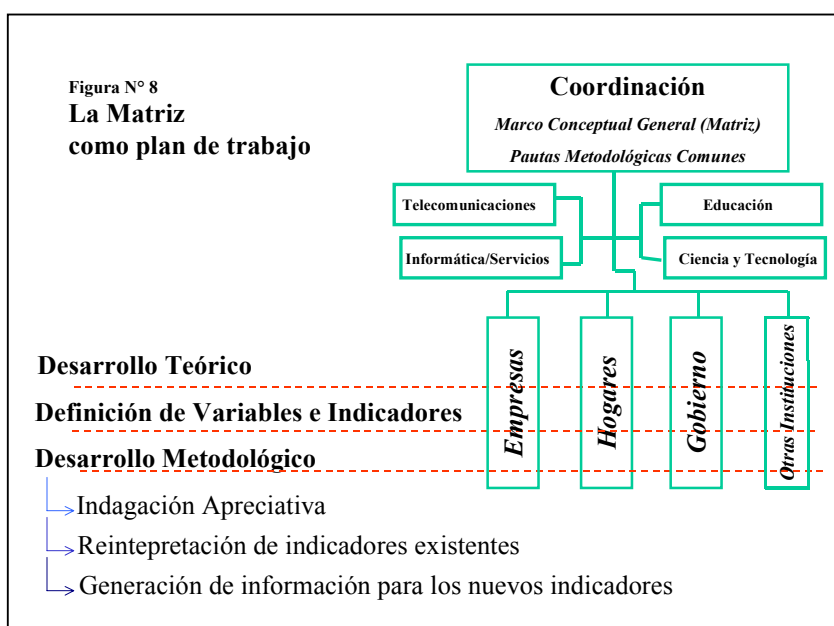 Figura N° 8
La Matriz
como plan de trabajo
Coordinación
Marco Conceptual General (Matriz)
Pautas Metodológicas Comunes
Telecomunicaciones
Educación
Informática/Servicios
Ciencia y Tecnología
Empresas
Hogares
Gobierno
Otras Instituciones
Desarrollo Teórico
Definición de Variables e Indicadores
Desarrollo Metodológico
Indagación Apreciativa
Reintepretación de indicadores existentes
Generación de información para los nuevos indicadores